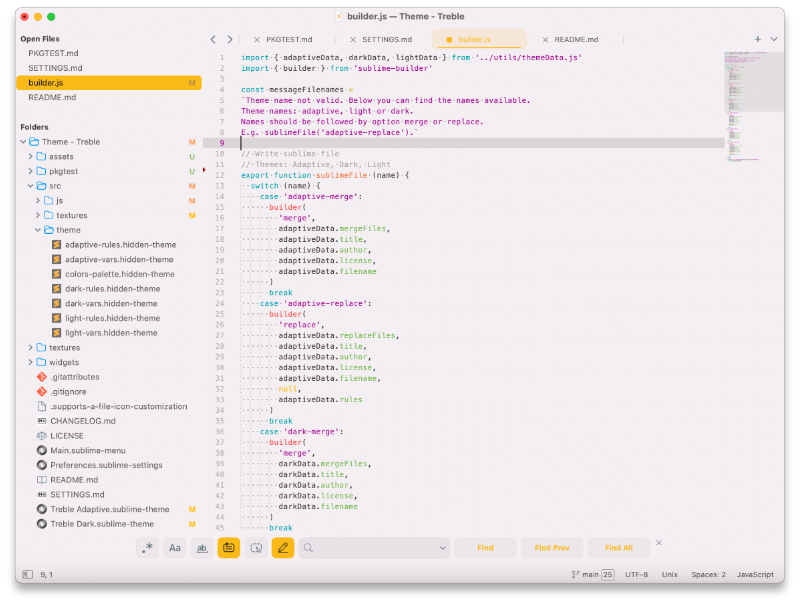 builder.js — Theme - Treble
Open Files
PKGTEST.md
SETTINGS.md
builder.js M
README.md
Folders
Theme - Treble M
assets U
pkgtest U
src M
js M
textures M
theme
adaptive-rules.hidden-theme
adaptive-vars.hidden-theme
colors-palette.hidden-theme
dark-rules.hidden-theme
dark-vars.hidden-theme
light-rules.hidden-theme
light-vars.hidden-theme
textures
widgets
.gitattributes
.gitignore
.supports-a-file-icon-customization
CHANGELOG.md
LICENSE
Main.sublime-menu
Preferences.sublime-settings
README.md
SETTINGS.md
Treble Adaptive.sublime-theme M
Treble Dark.sublime-theme M
PKGTEST.md SETTINGS.md builder.js README.md
1 import { adaptiveData, darkData, lightData } from '../utils/themeData.js'
2 import { builder } from 'sublime-builder'
3
4 const messageFilenames =
5 `Theme name not valid. Below you can find the names available.
6 Theme names: adaptive, light or dark.
7 Names should be followed by option merge or replace.
8 E.g. sublimeFile('adaptive-replace').`
9
10 // Write sublime file
11 // Themes: Adaptive, Dark, Light
12 export function sublimeFile (name) {
13 switch (name) {
14 case 'adaptive-merge':
15 builder(
16 'merge',
17 adaptiveData.mergeFiles,
18 adaptiveData.title,
19 adaptiveData.author,
20 adaptiveData.license,
21 adaptiveData.filename
22 )
23 break
24 case 'adaptive-replace':
25 builder(
26 'replace',
27 adaptiveData.replaceFiles,
28 adaptiveData.title,
29 adaptiveData.author,
30 adaptiveData.license,
31 adaptiveData.filename,
32 null,
33 adaptiveData.rules
34 )
35 break
36 case 'dark-merge':
37 builder(
38 'merge',
39 darkData.mergeFiles,
40 darkData.title,
41 darkData.author,
42 darkData.license,
43 darkData.filename
44 )
45 break
.* Aa ab Find Find Prev Find All
9, 1 main 25 UTF-8 Unix Spaces: 2 JavaScript